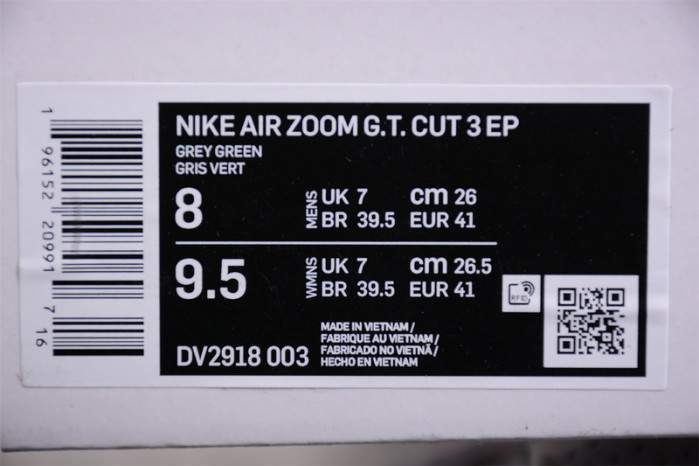 1 96152 20991 7 16
NIKE AIR ZOOM G.T. CUT 3 EP
GREY GREEN
GRIS VERT
8
MENS
UK 7 cm 26
BR 39.5 EUR 41
9.5
WMNS
UK 7 cm 26.5
BR 39.5 EUR 41
RFID
DV2918 003
MADE IN VIETNAM /
FABRIQUE AU VIETNAM /
FABRICADO NO VIETNÃ /
HECHO EN VIETNAM